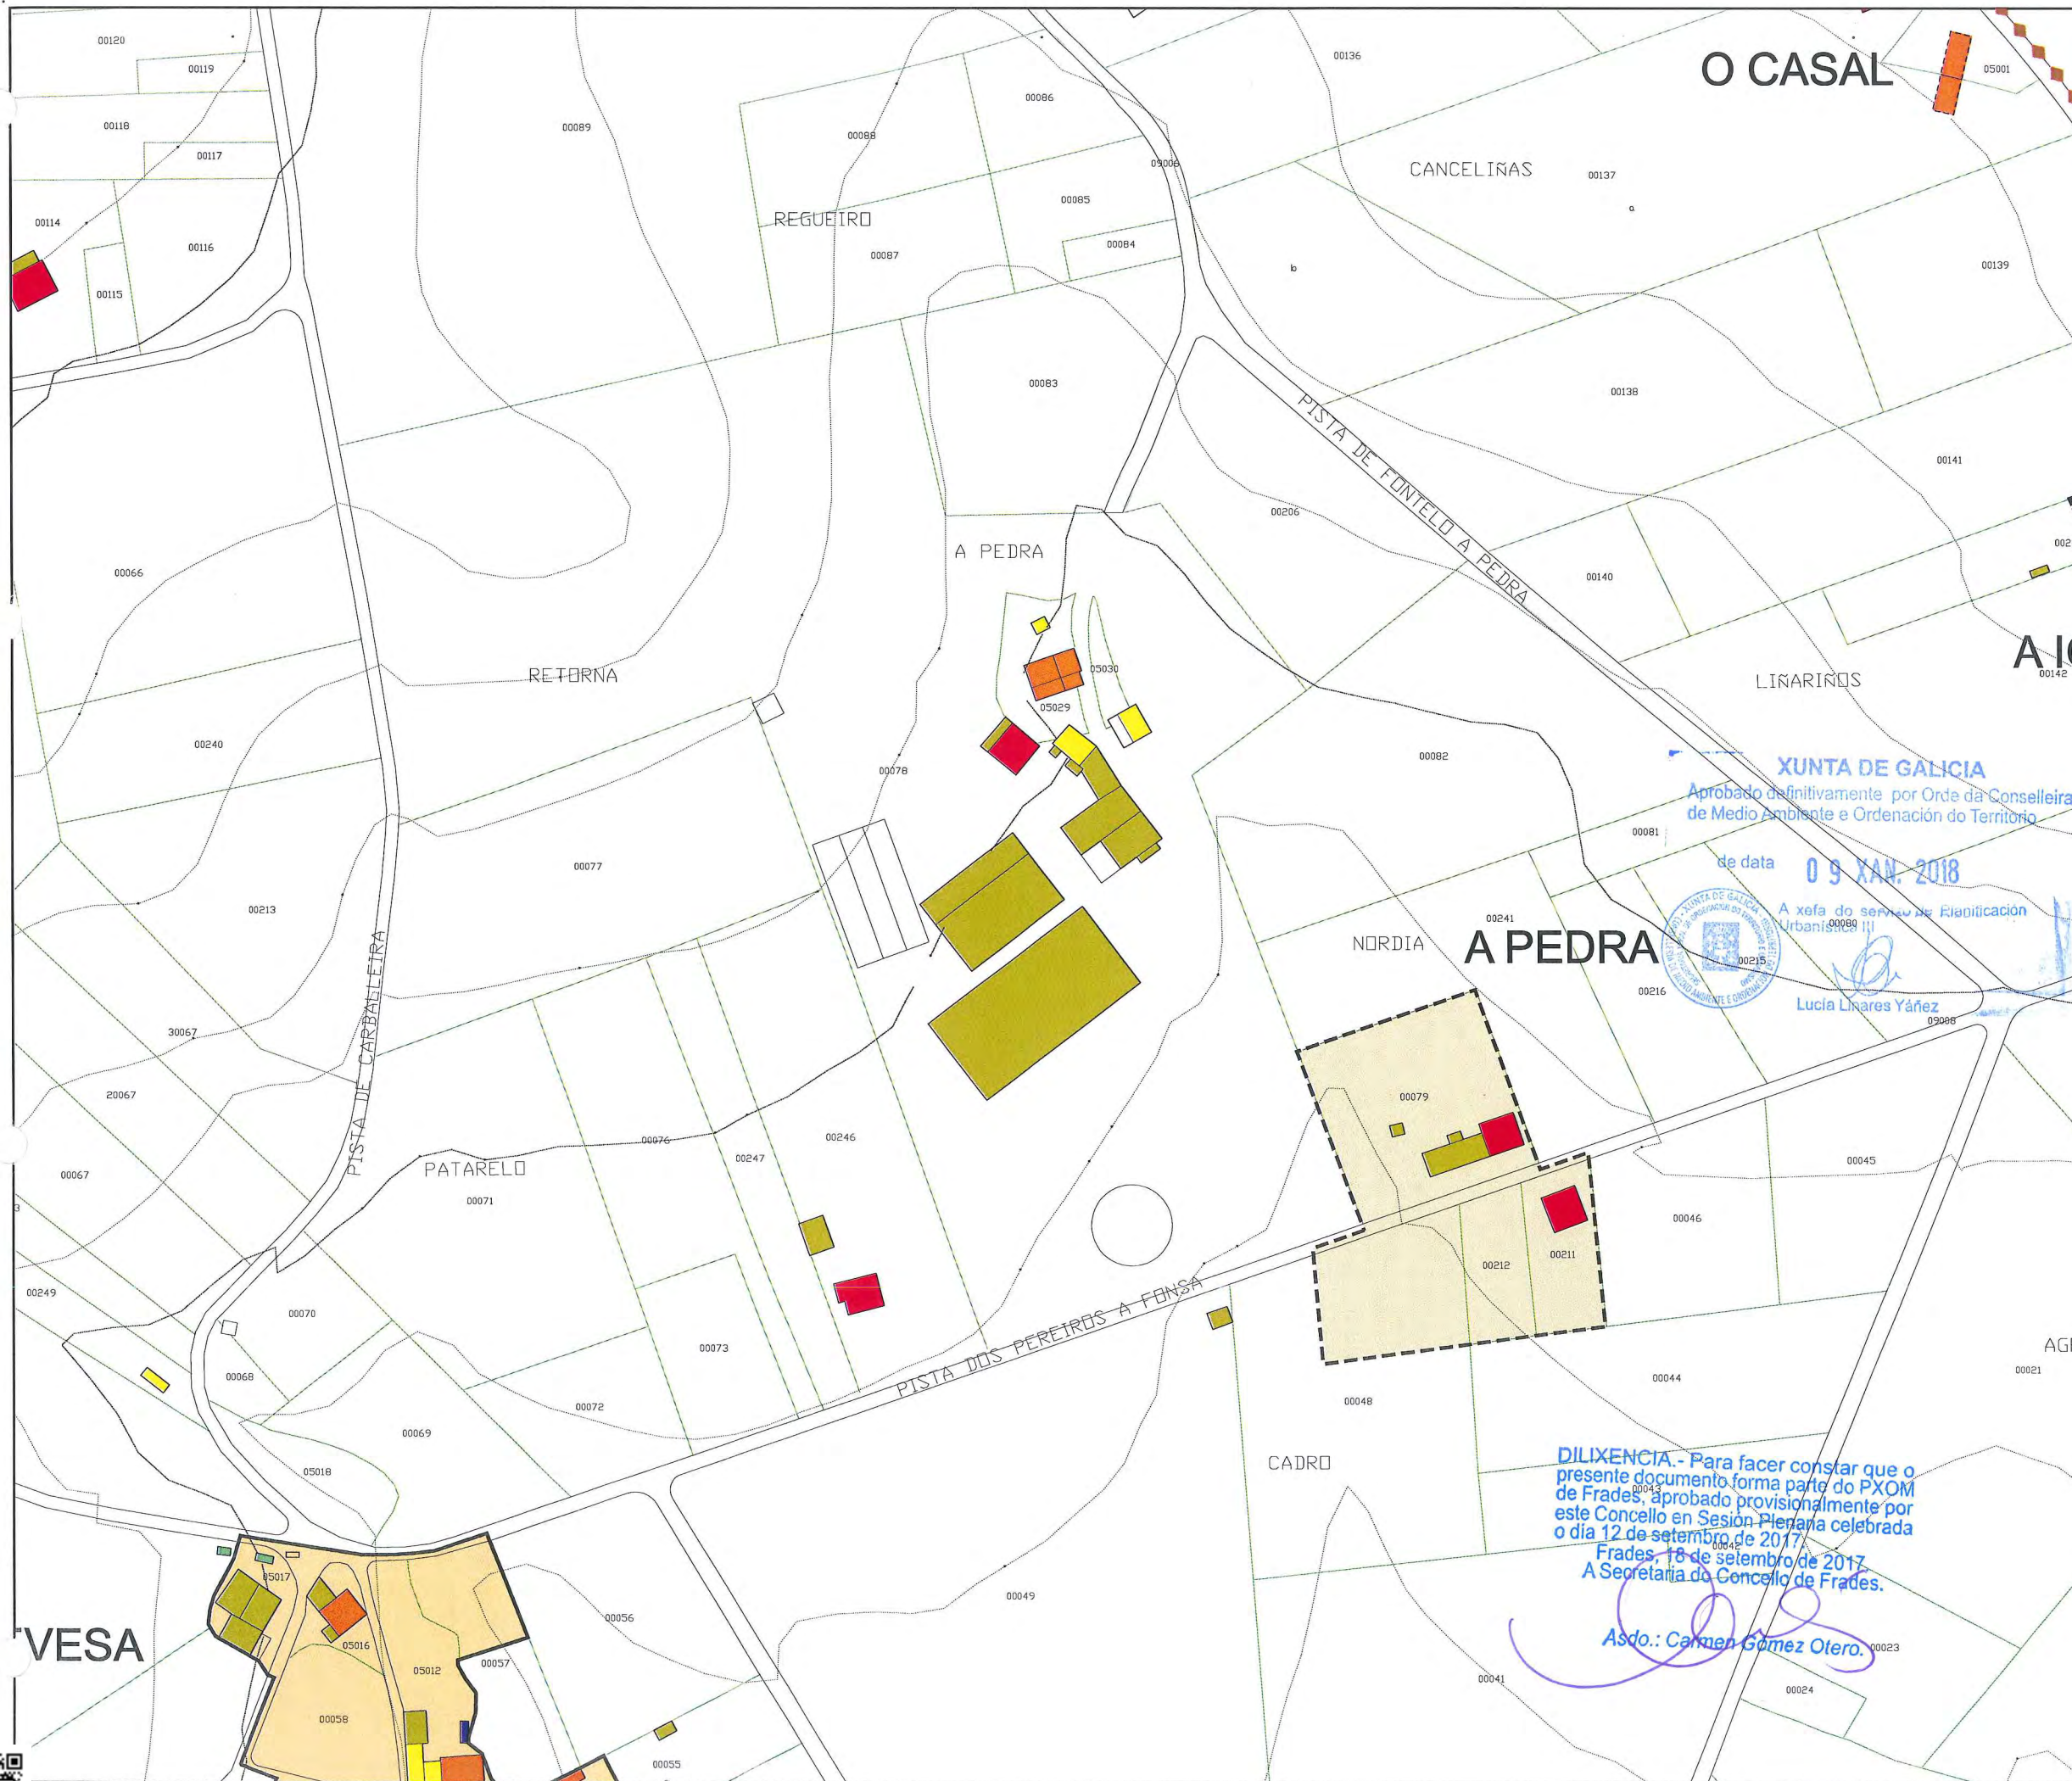 00120
00119
00118
00117
00114
00116
00115
00089
00088
00086
09006
00085
00084
00087
REGUEIRO
00136
O CASAL
05001
CANCELIÑAS
00137
a
b
00139
00083
00138
PISTA DE FONTELO A PEDRA
00141
00206
A PEDRA
00066
00140
RETORNA
05030
05029
LIÑARIÑOS
00142
00240
00078
00082
XUNTA DE GALICIA
Aprobado definitivamente por Orde da Conselleira
de Medio Ambiente e Ordenación do Territorio
de data 09 XAN. 2018
A xefa do servizo de Planificación
Urbanística III
Lucía Linares Yáñez
00081
00077
00213
00241
00080
NORDIA
A PEDRA
00215
00216
09008
30067
PISTA DE CARBALLEIRA
20067
00079
00076
00246
00247
00067
PATARELO
00071
00045
00046
00211
00212
00249
00070
PISTA DOS PEREIROS A FONSA
00073
00068
00072
00069
00048
00044
00021
05018
CADRO
DILIXENCIA.- Para facer constar que o
presente documento forma parte do PXOM
de Frades, aprobado provisionalmente por
este Concello en Sesión Plenaria celebrada
o día 12 de setembro de 2017.
Frades, 18 de setembro de 2017
A Secretaria do Concello de Frades.
Asdo.: Carmen Gómez Otero.
00043
00042
05017
00049
00056
05016
VESA
05012
00057
00023
00041
00024
00058
00055